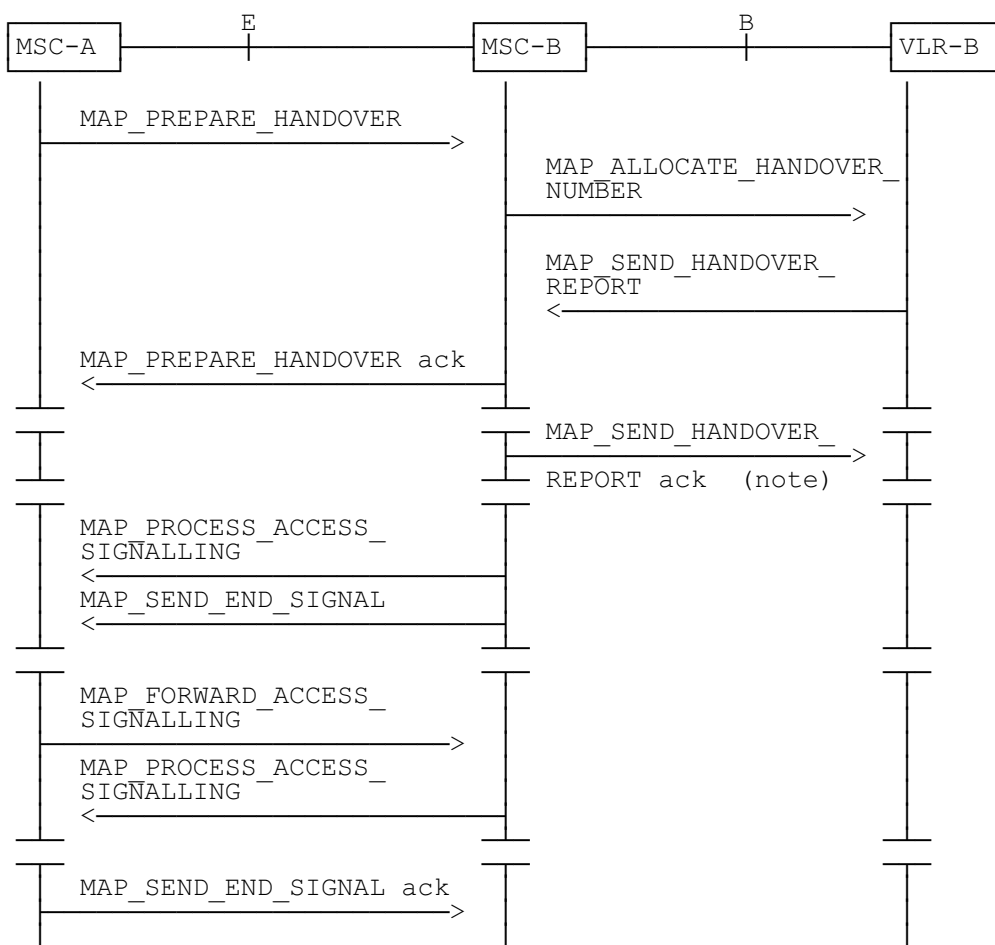 E B
MSC-A MSC-B VLR-B
MAP_PREPARE_HANDOVER
MAP_ALLOCATE_HANDOVER_
NUMBER
MAP_SEND_HANDOVER_
REPORT
MAP_PREPARE_HANDOVER ack
MAP_SEND_HANDOVER_
REPORT ack (note)
MAP_PROCESS_ACCESS_
SIGNALLING
MAP_SEND_END_SIGNAL
MAP_FORWARD_ACCESS_
SIGNALLING
MAP_PROCESS_ACCESS_
SIGNALLING
MAP_SEND_END_SIGNAL ack